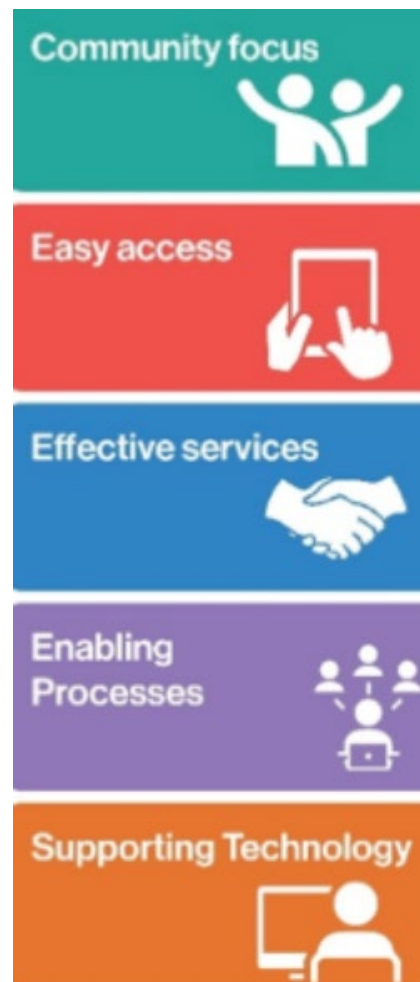 Community focus
Easy access
Effective services
Enabling
Processes
Supporting Technology